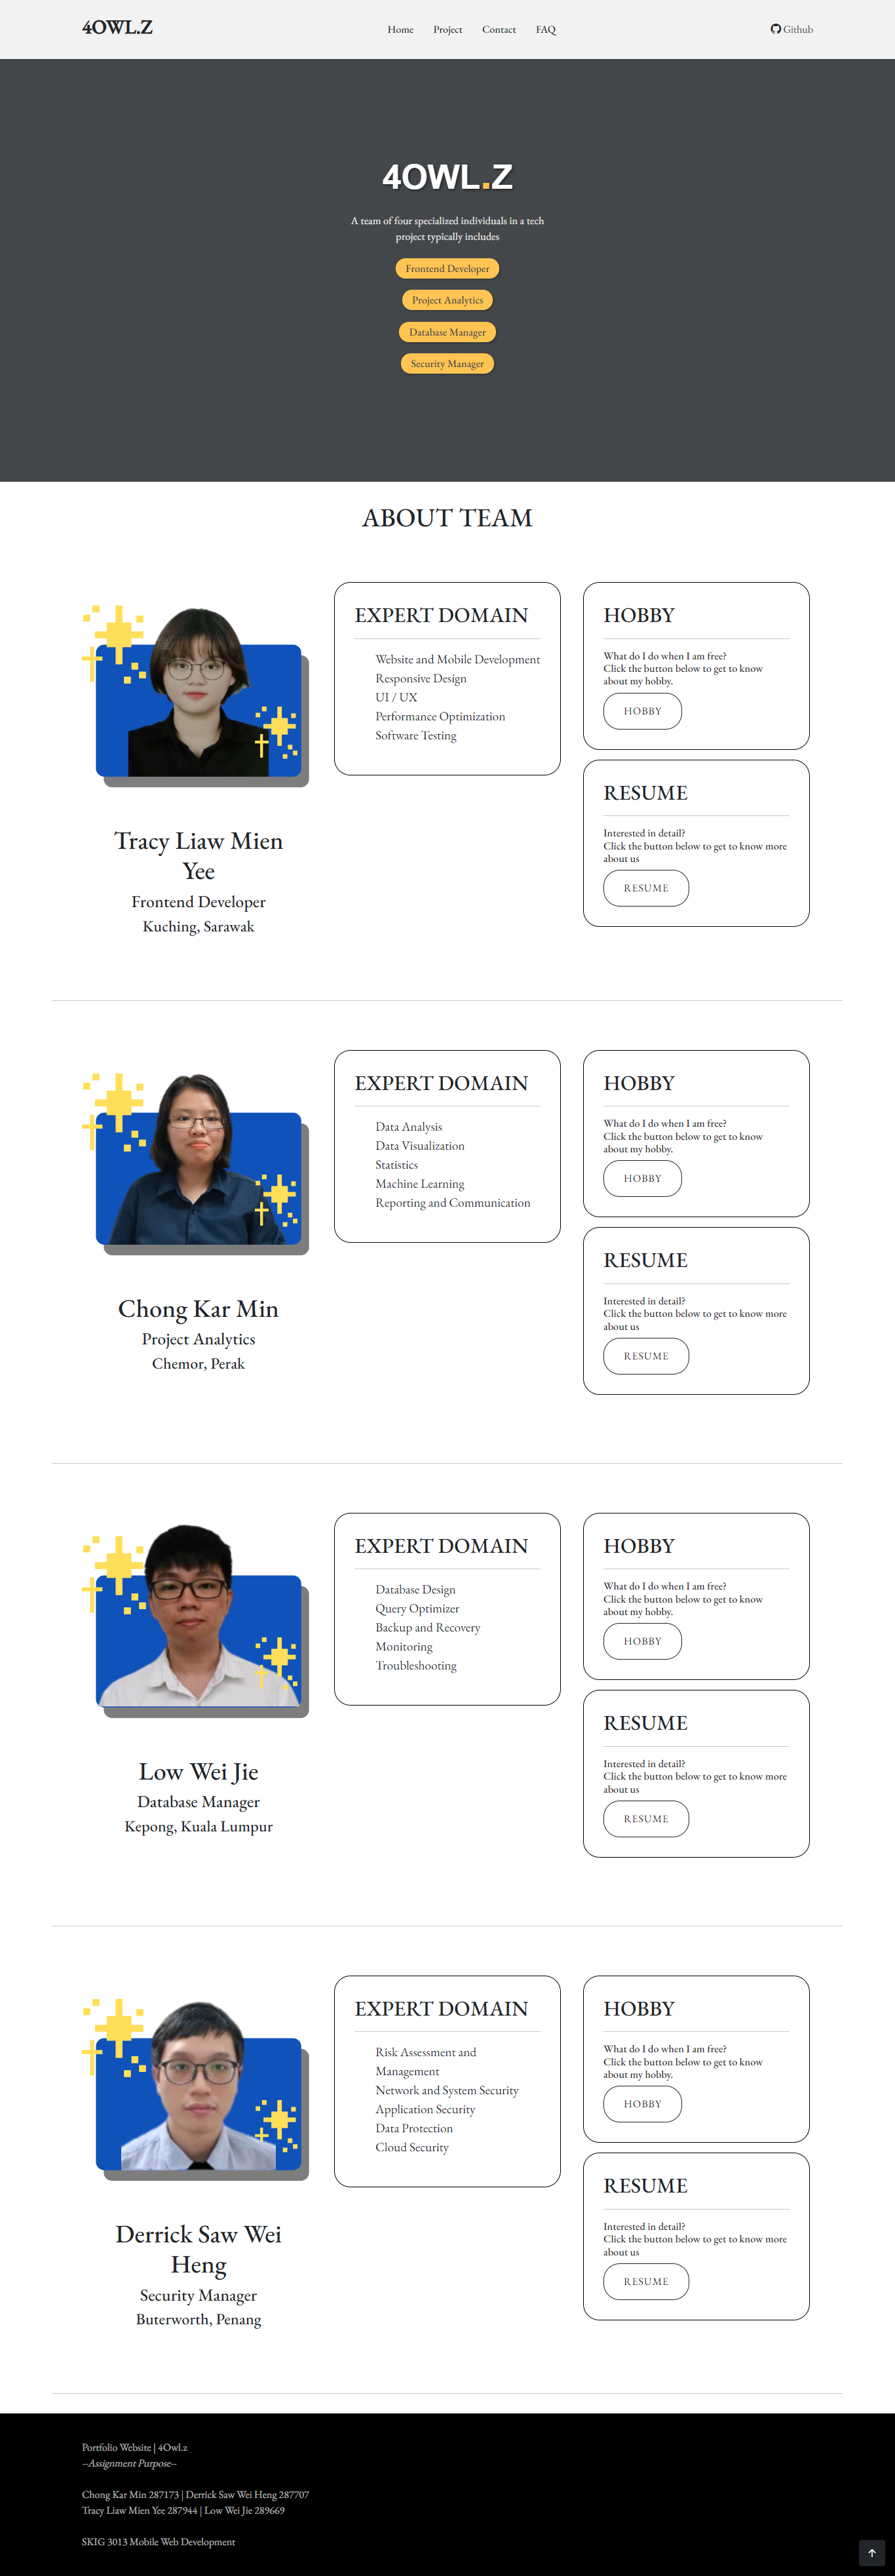 4OWL.Z
Home
Project
Contact
FAQ
Github
4OWL.Z
A team of four specialized individuals in a tech
project typically includes
Frontend Developer
Project Analytics
Database Manager
Security Manager
ABOUT TEAM
Tracy Liaw Mien
Yee
Frontend Developer
Kuching, Sarawak
EXPERT DOMAIN
Website and Mobile Development
Responsive Design
UI / UX
Performance Optimization
Software Testing
HOBBY
What do I do when I am free?
Click the button below to get to know
about my hobby.
HOBBY
RESUME
Interested in detail?
Click the button below to get to know more
about us
RESUME
Chong Kar Min
Project Analytics
Chemor, Perak
EXPERT DOMAIN
Data Analysis
Data Visualization
Statistics
Machine Learning
Reporting and Communication
HOBBY
What do I do when I am free?
Click the button below to get to know
about my hobby.
HOBBY
RESUME
Interested in detail?
Click the button below to get to know more
about us
RESUME
Low Wei Jie
Database Manager
Kepong, Kuala Lumpur
EXPERT DOMAIN
Database Design
Query Optimizer
Backup and Recovery
Monitoring
Troubleshooting
HOBBY
What do I do when I am free?
Click the button below to get to know
about my hobby.
HOBBY
RESUME
Interested in detail?
Click the button below to get to know more
about us
RESUME
Derrick Saw Wei
Heng
Security Manager
Buterworth, Penang
EXPERT DOMAIN
Risk Assessment and
Management
Network and System Security
Application Security
Data Protection
Cloud Security
HOBBY
What do I do when I am free?
Click the button below to get to know
about my hobby.
HOBBY
RESUME
Interested in detail?
Click the button below to get to know more
about us
RESUME
Portfolio Website | 4Owl.z
--Assignment Purpose--
Chong Kar Min 287173 | Derrick Saw Wei Heng 287707
Tracy Liaw Mien Yee 287944 | Low Wei Jie 289669
SKIG 3013 Mobile Web Development